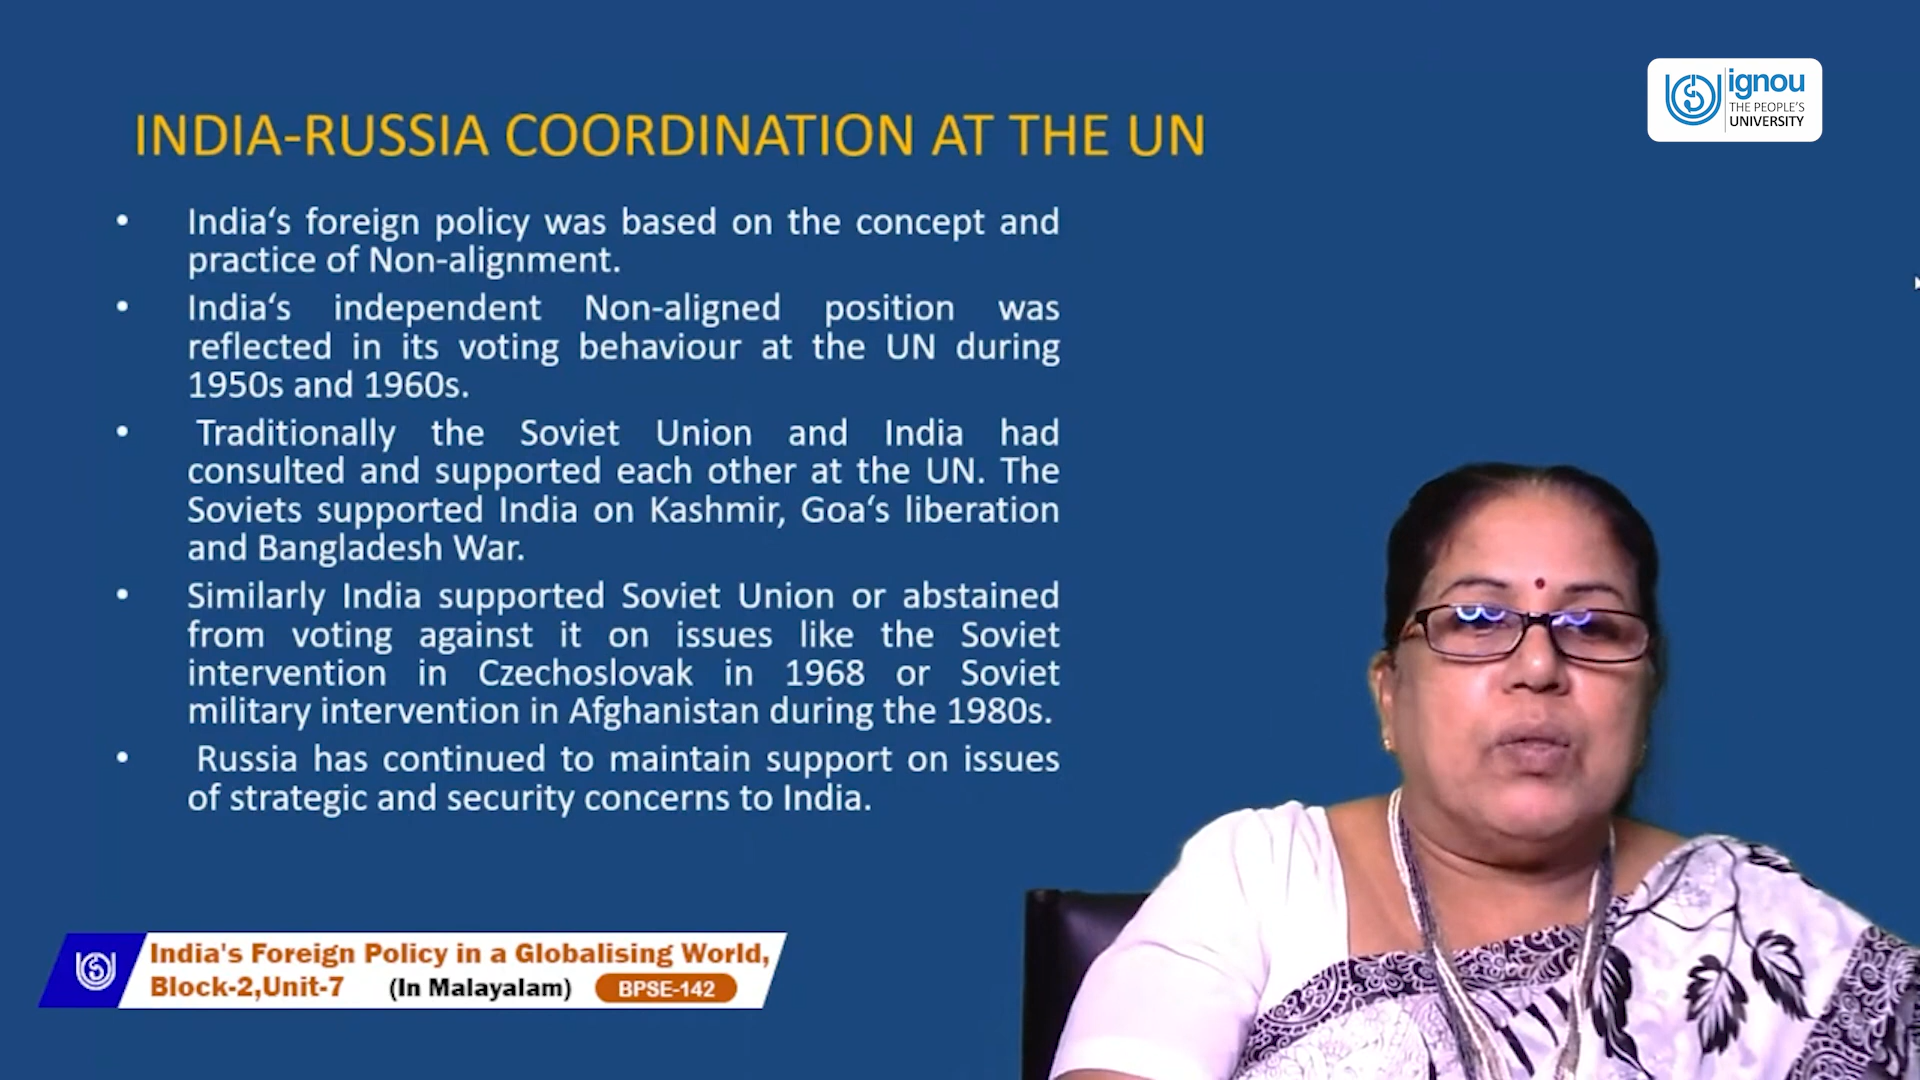 ignou
THE PEOPLE'S
UNIVERSITY
INDIA-RUSSIA COORDINATION AT THE UN
• India‘s foreign policy was based on the concept and
practice of Non-alignment.
• India‘s independent Non-aligned position was
reflected in its voting behaviour at the UN during
1950s and 1960s.
• Traditionally the Soviet Union and India had
consulted and supported each other at the UN. The
Soviets supported India on Kashmir, Goa‘s liberation
and Bangladesh War.
• Similarly India supported Soviet Union or abstained
from voting against it on issues like the Soviet
intervention in Czechoslovak in 1968 or Soviet
military intervention in Afghanistan during the 1980s.
• Russia has continued to maintain support on issues
of strategic and security concerns to India.
India's Foreign Policy in a Globalising World,
Block-2,Unit-7 (In Malayalam) BPSE-142